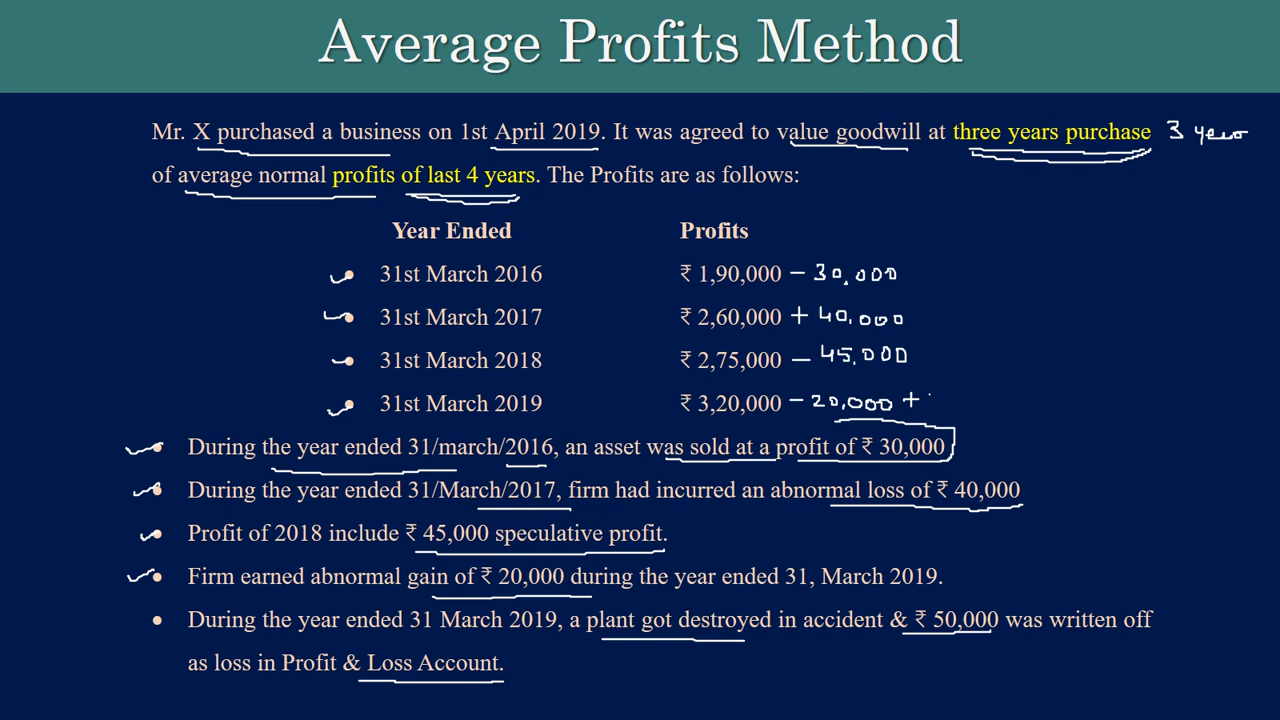 Average Profits Method
Mr. X purchased a business on 1st April 2019. It was agreed to value goodwill at three years purchase 3 years
of average normal profits of last 4 years. The Profits are as follows:
Year Ended Profits
31st March 2016 ₹ 1,90,000 – 30,000
31st March 2017 ₹ 2,60,000 + 40,000
31st March 2018 ₹ 2,75,000 – 45,000
31st March 2019 ₹ 3,20,000 – 20,000 +
During the year ended 31/march/2016, an asset was sold at a profit of ₹ 30,000
During the year ended 31/March/2017, firm had incurred an abnormal loss of ₹ 40,000
Profit of 2018 include ₹ 45,000 speculative profit.
Firm earned abnormal gain of ₹ 20,000 during the year ended 31, March 2019.
During the year ended 31 March 2019, a plant got destroyed in accident & ₹ 50,000 was written off
as loss in Profit & Loss Account.